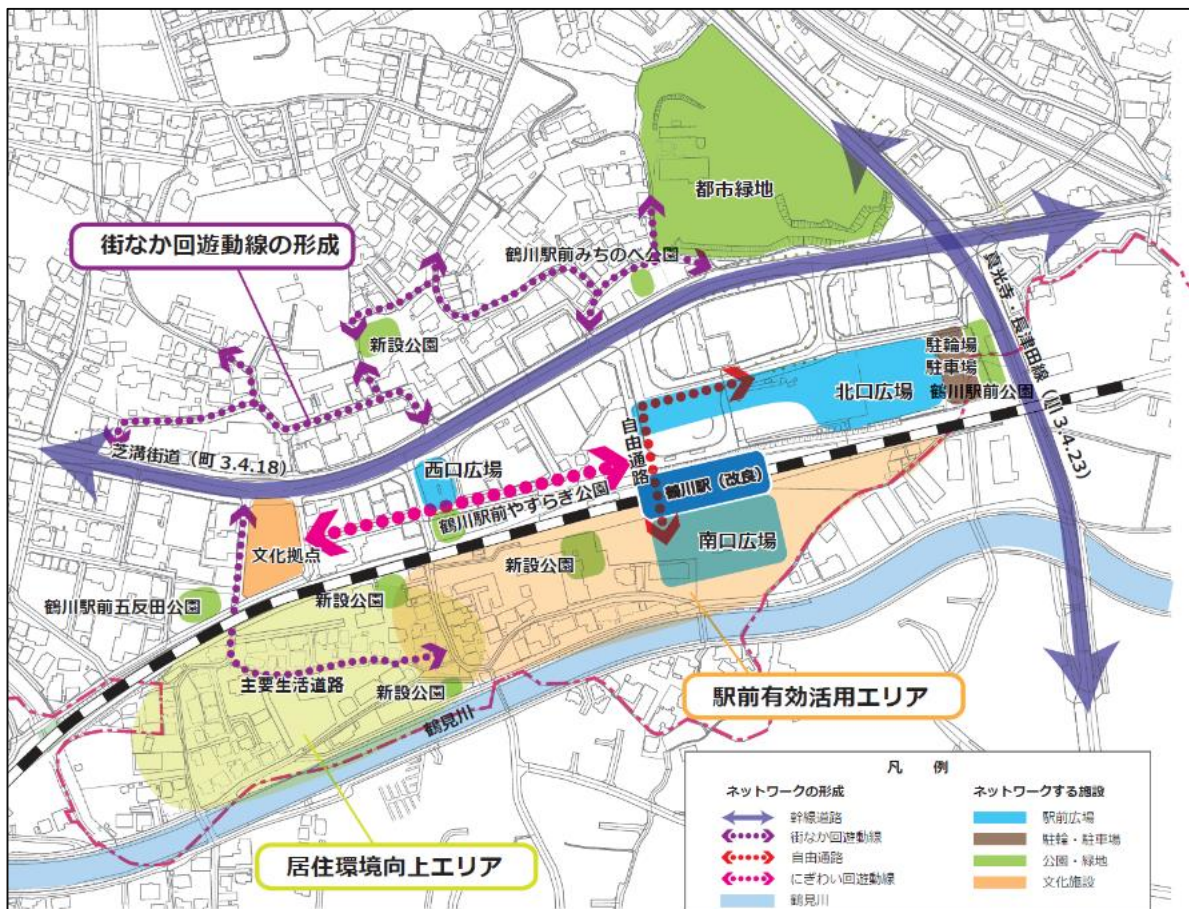 都市緑地
街なか回遊動線の形成
鶴川駅前みちのべ公園
新設公園
駐輪場
駐車場
北口広場
鶴川駅前公園
真光寺・長津田線（町 3.4.23）
自由通路
芝溝街道（町 3.4.18）
西口広場
鶴川駅（改良）
鶴川駅前やすらぎ公園
南口広場
文化拠点
新設公園
鶴川駅前五反田公園
新設公園
主要生活道路
新設公園
駅前有効活用エリア
鶴見川
居住環境向上エリア
凡 例
ネットワークの形成
幹線道路
街なか回遊動線
自由通路
にぎわい回遊動線
鶴見川
ネットワークする施設
駅前広場
駐輪・駐車場
公園・緑地
文化施設